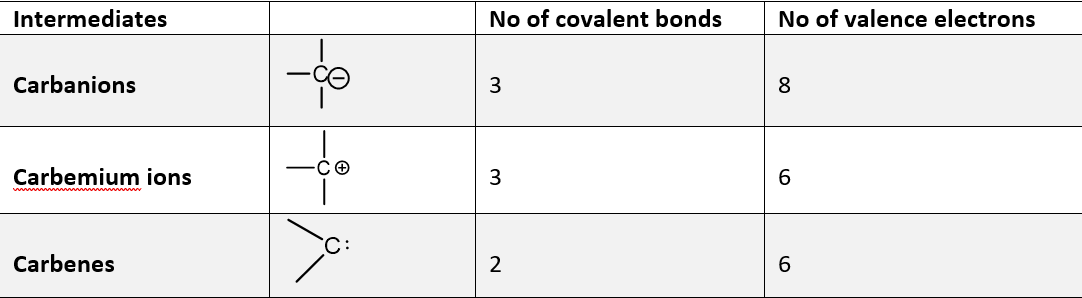 Intermediates No of covalent bonds No of valence electrons
Carbanions C⊖ 3 8
Carbemium ions C⊕ 3 6
Carbenes C: 2 6